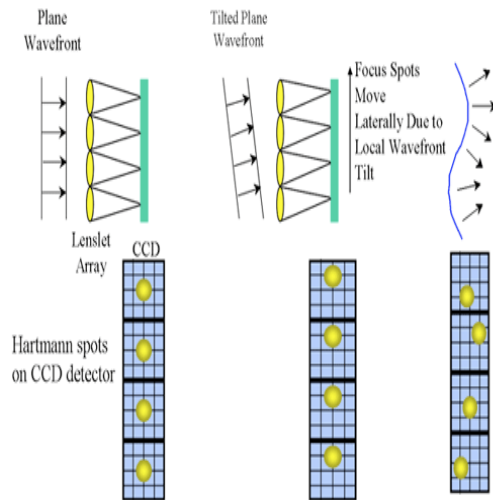 Plane
Wavefront
Tilted Plane
Wavefront
Focus Spots
Move
Laterally Due to
Local Wavefront
Tilt
Lenslet
Array
CCD
Hartmann spots
on CCD detector